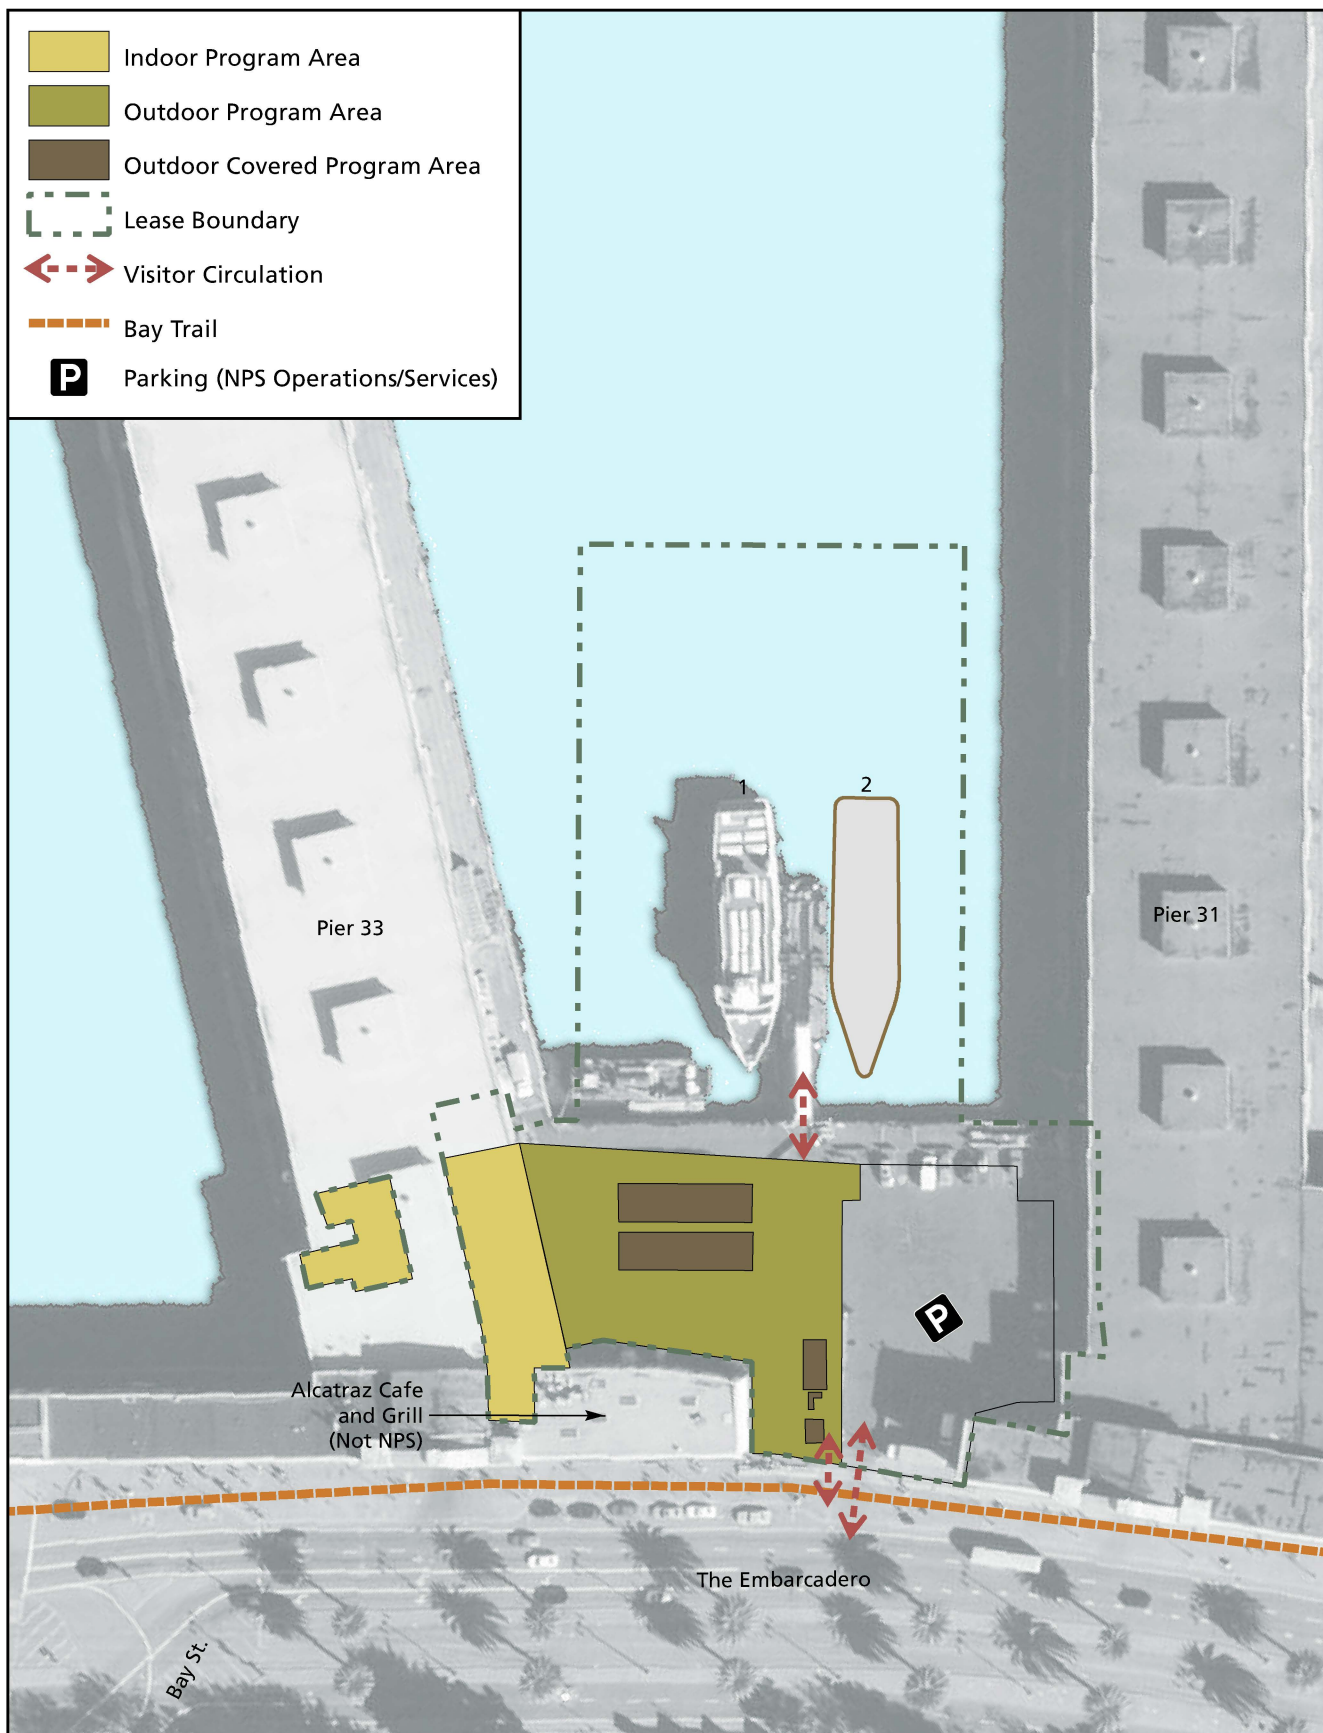 Indoor Program Area
Outdoor Program Area
Outdoor Covered Program Area
Lease Boundary
Visitor Circulation
Bay Trail
P
Parking (NPS Operations/Services)
1
2
Pier 33
Pier 31
P
Alcatraz Cafe
and Grill
(Not NPS)
The Embarcadero
Bay St.